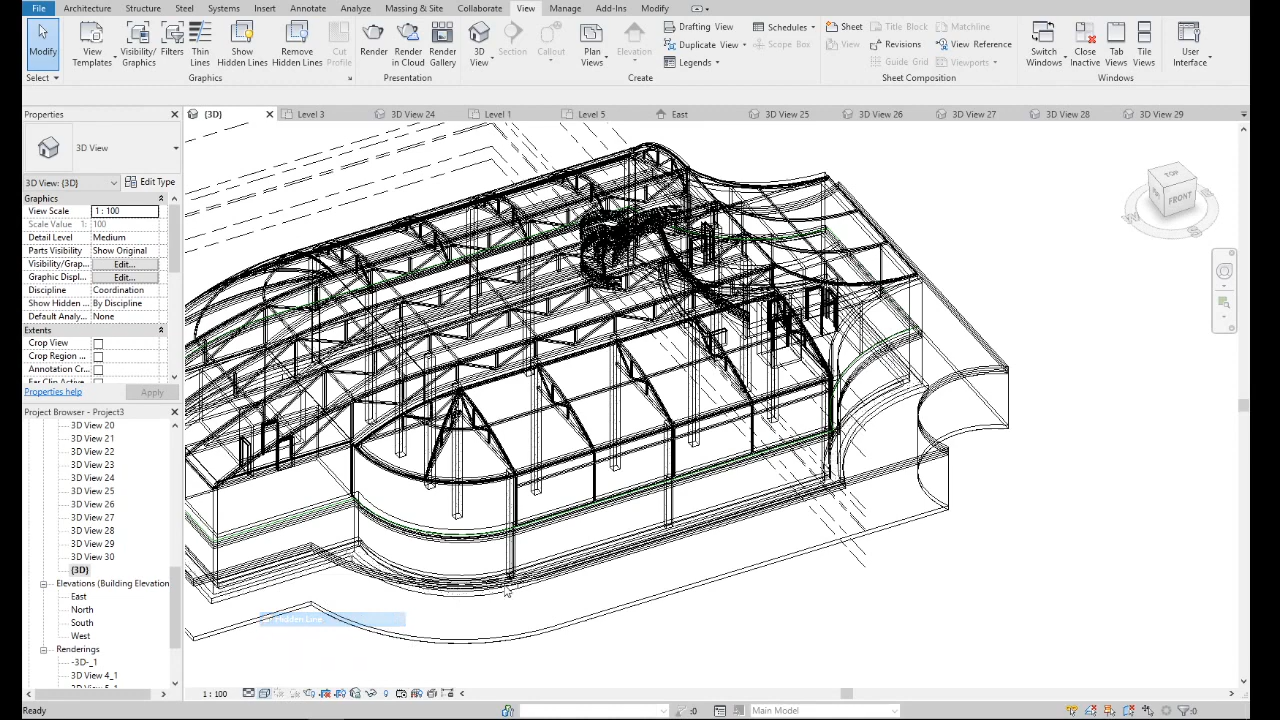 File Architecture Structure Steel Systems Insert Annotate Analyze Massing & Site Collaborate View Manage Add-Ins Modify
Modify
View Templates
Visibility/ Graphics
Filters
Thin Lines
Show Hidden Lines
Remove Hidden Lines
Cut Profile
Render
Render in Cloud
Render Gallery
3D View
Section
Callout
Plan Views
Elevation
Drafting View
Duplicate View
Legends
Schedules
Scope Box
Sheet
View
Title Block
Revisions
Guide Grid
Matchline
View Reference
Viewports
Switch Windows
Close Inactive
Tab Views
Tile Views
User Interface
Select Graphics Presentation Create Sheet Composition Windows
Properties
{3D} Level 3 3D View 24 Level 1 Level 5 East 3D View 25 3D View 26 3D View 27 3D View 28 3D View 29
3D View
3D View: {3D} Edit Type
Graphics
View Scale 1 : 100
Scale Value 1: 100
Detail Level Medium
Parts Visibility Show Original
Visibility/Grap... Edit...
Graphic Displ... Edit...
Discipline Coordination
Show Hidden ... By Discipline
Default Analy... None
Extents
Crop View
Crop Region ...
Annotation Cr...
Far Clip Active
Properties help Apply
Project Browser - Project3
3D View 20
3D View 21
3D View 22
3D View 23
3D View 24
3D View 25
3D View 26
3D View 27
3D View 28
3D View 29
3D View 30
{3D}
Elevations (Building Elevation
East
North
South
West
Renderings
-3D-_1
3D View 4_1
3D View 5_1
TOP
FRONT
W
S
Hidden Line
1 : 100
Ready
:0
Main Model
:0